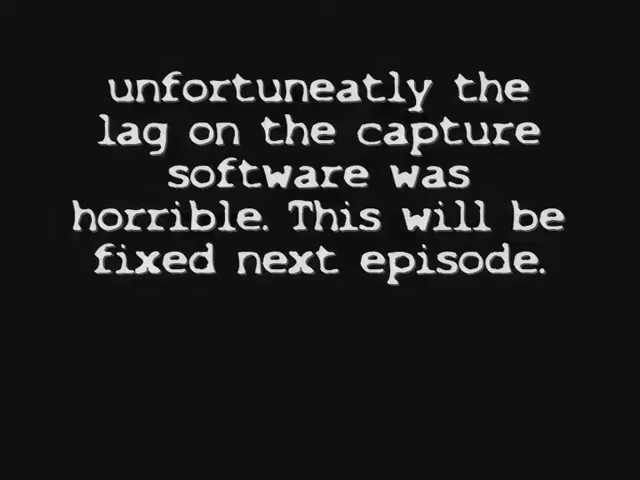 unfortuneatly the
lag on the capture
software was
horrible. This will be
fixed next episode.